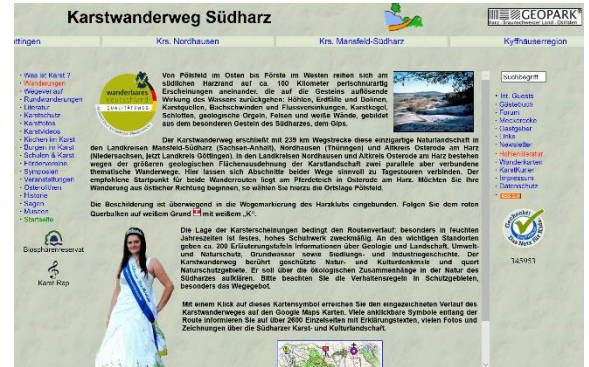 Karstwanderweg Südharz
GEOPARK
Harz . Braunschweiger Land . Ostfalen
ttingen
Krs. Nordhausen
Krs. Mansfeld-Südharz
Kyffhäuserregion
Was ist Karst ?
Wanderungen
Wegeverlauf
Rundwanderungen
Literatur
Karstschutz
Karstfotos
Karstvideos
Kirchen im Karst
Burgen im Karst
Schulen & Karst
Fördervereine
Symposien
Veranstaltungen
Osterolithen
Historie
Sagen
Museen
Startseite
Biosphärenreservat
Karst Rap
wanderbares
DEUTSCHLAND
QUALITÄTSWEG
Von Pölsfeld im Osten bis Förste im Westen reihen sich am
südlichen Harzrand auf ca. 100 Kilometer perlschnurartig
Erscheinungen aneinander, die auf die Gesteins auflösende
Wirkung des Wassers zurückgehen: Höhlen, Erdfälle und Dolinen,
Karstquellen, Bachschwinden und Flussversinkungen, Karstkegel,
Schlotten, geologische Orgeln, Felsen und weiße Wände, gebildet
aus dem besonderen Gestein des Südharzes, dem Gips.
Der Karstwanderweg erschließt mit 239 km Wegstrecke diese einzigartige Naturlandschaft in
den Landkreisen Mansfeld-Südharz (Sachsen-Anhalt), Nordhausen (Thüringen) und Altkreis Osterode am Harz
(Niedersachsen, jetzt Landkreis Göttingen). In den Landkreisen Nordhausen und Altkreis Osterode am Harz bestehen
wegen der größeren geologischen Flächenausdehnung der Karstlandschaft zwei parallele aber verbundene
thematische Wanderwege. Hier lassen sich Abschnitte beider Wege sinnvoll zu Tagestouren verbinden. Der
empfohlene Startpunkt für beide Wanderrouten liegt am Pferdeteich in Osterode am Harz. Möchten Sie Ihre
Wanderung aus östlicher Richtung beginnen, so wählen Sie hierzu die Ortslage Pölsfeld.
Die Beschilderung ist überwiegend in die Wegemarkierung des Harzklubs eingebunden. Folgen Sie dem roten
Querbalken auf weißem Grund mit weißem „K“.
Die Lage der Karsterscheinungen bedingt den Routenverlauf; besonders in feuchten
Jahreszeiten ist festes, hohes Schuhwerk zweckmäßig. An den wichtigen Standorten
geben ca. 200 Erläuterungstafeln Informationen über Geologie und Landschaft, Umwelt-
und Naturschutz, Grundwasser sowie Siedlungs- und Industriegeschichte. Der
Karstwanderweg berührt geschützte Natur- und Kulturdenkmale und quert
Naturschutzgebiete. Er soll über die ökologischen Zusammenhänge in der Natur des
Südharzes aufklären. Bitte beachten Sie die Verhaltensregeln in Schutzgebieten,
besonders das Wegegebot.
Mit einem Klick auf dieses Kartensymbol erreichen Sie den eingezeichneten Verlauf des
Karstwanderweges auf den Google Maps Karten. Viele anklickbare Symbole entlang der
Route informieren Sie auf über 2600 Einzelseiten mit Erklärungstexten, vielen Fotos und
Zeichnungen über die Südharzer Karst- und Kulturlandschaft.
Suchbegriff
Int. Guests
Gästebuch
Forum
Meckerecke
Gastgeber
Links
Newsletter
Höhlenliteratur
Wanderkarten
KarstKurier
Impressum
Datenschutz
RSS 2.0
Geschenkt!
Das Netz für Kids
345953